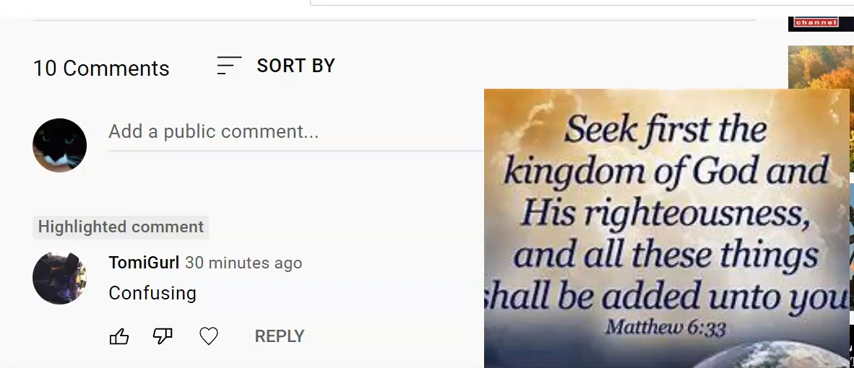 channel
10 Comments
SORT BY
Add a public comment...
Highlighted comment
TomiGurl 30 minutes ago
Confusing
REPLY
Seek first the
kingdom of God and
His righteousness,
and all these things
shall be added unto you
Matthew 6:33